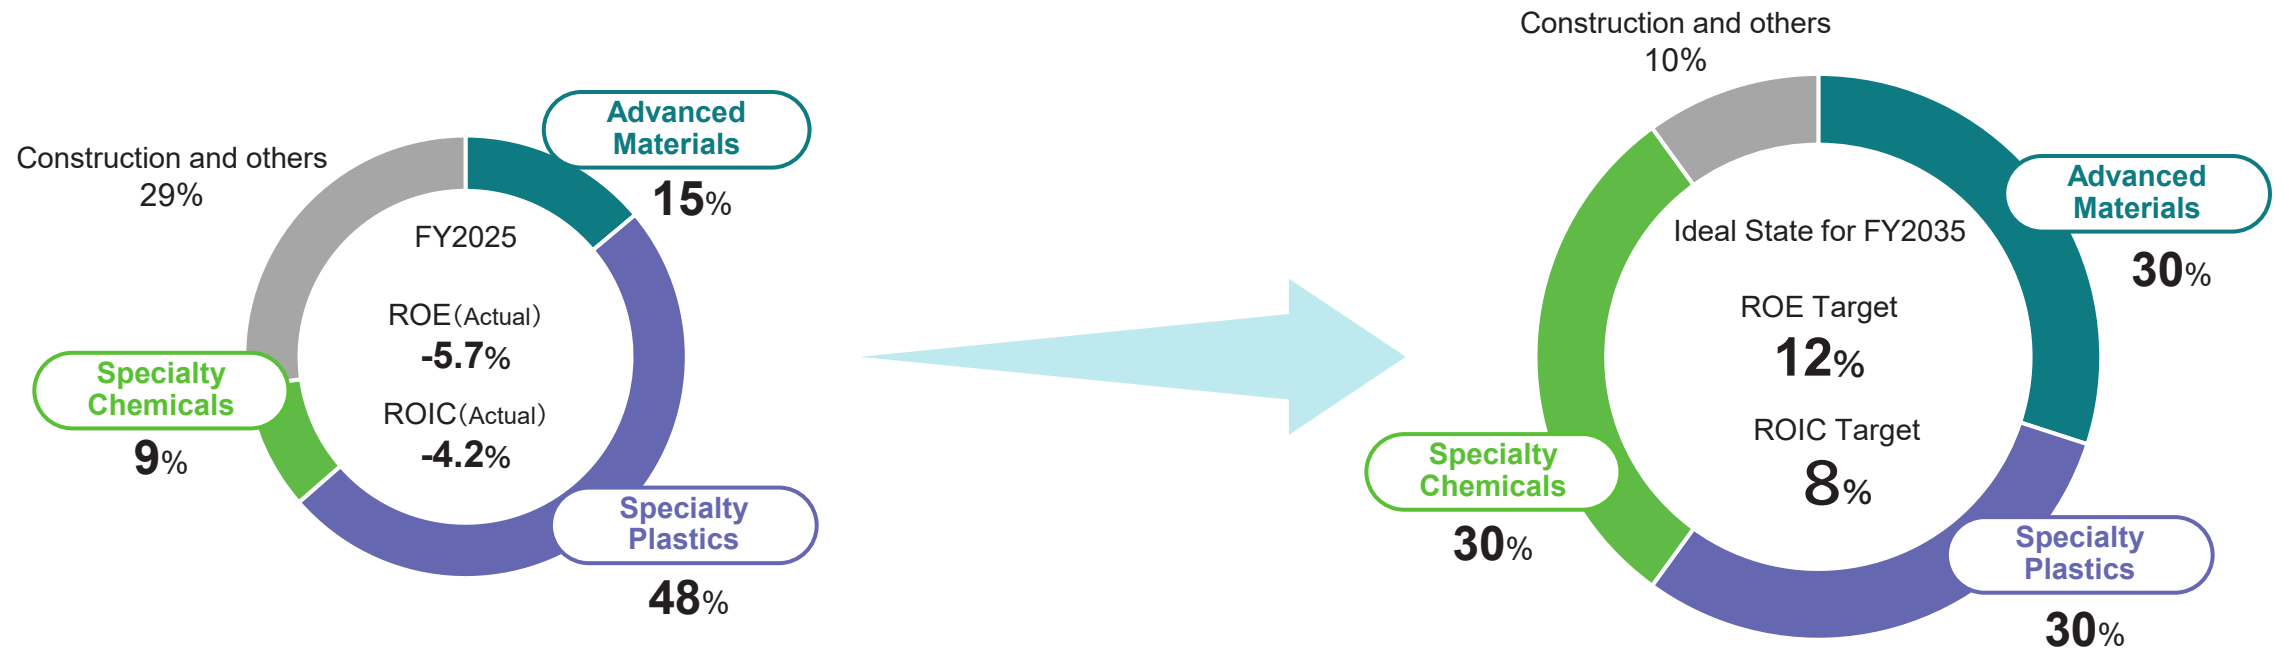 Construction and others
29%
Advanced
Materials
15%
FY2025
ROE（Actual）
-5.7%
ROIC（Actual）
-4.2%
Specialty
Chemicals
9%
Specialty
Plastics
48%
Construction and others
10%
Advanced
Materials
30%
Ideal State for FY2035
ROE Target
12%
ROIC Target
8%
Specialty
Chemicals
30%
Specialty
Plastics
30%